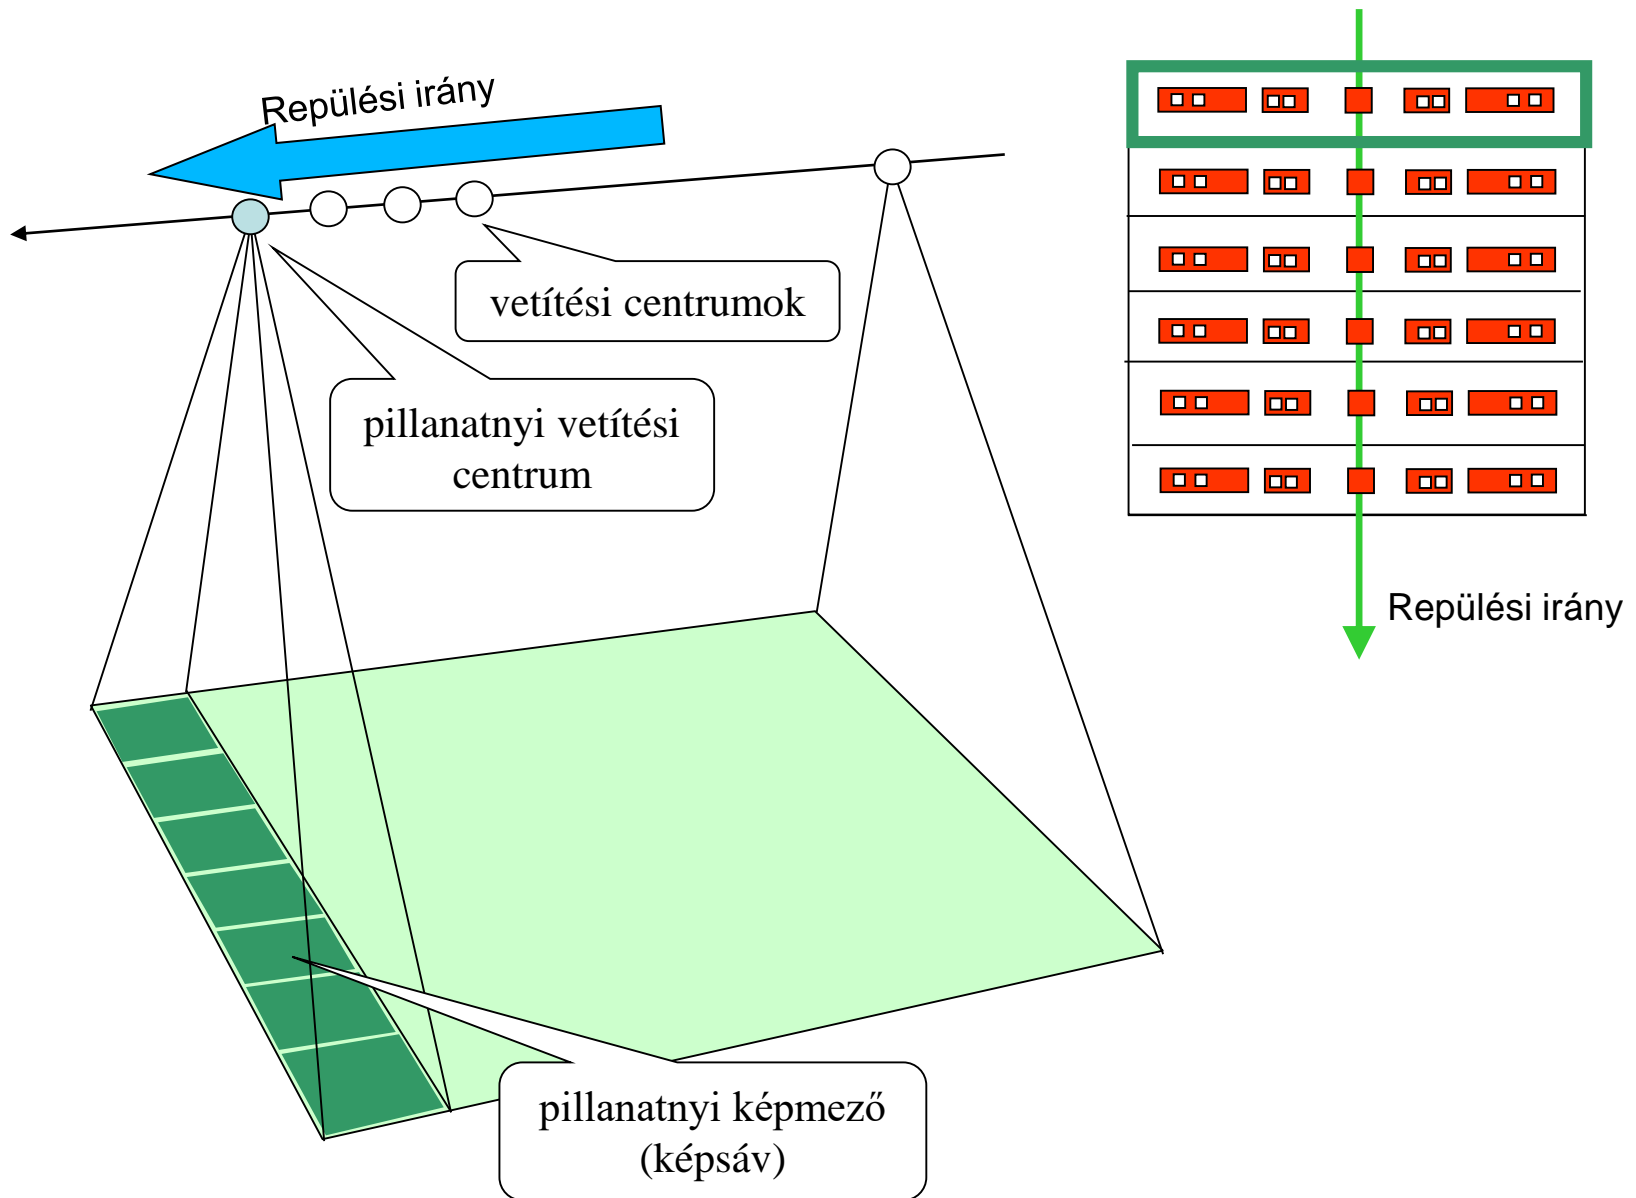 Repülési irány
vetítési centrumok
pillanatnyi vetítési
centrum
Repülési irány
pillanatnyi képmező
(képsáv)